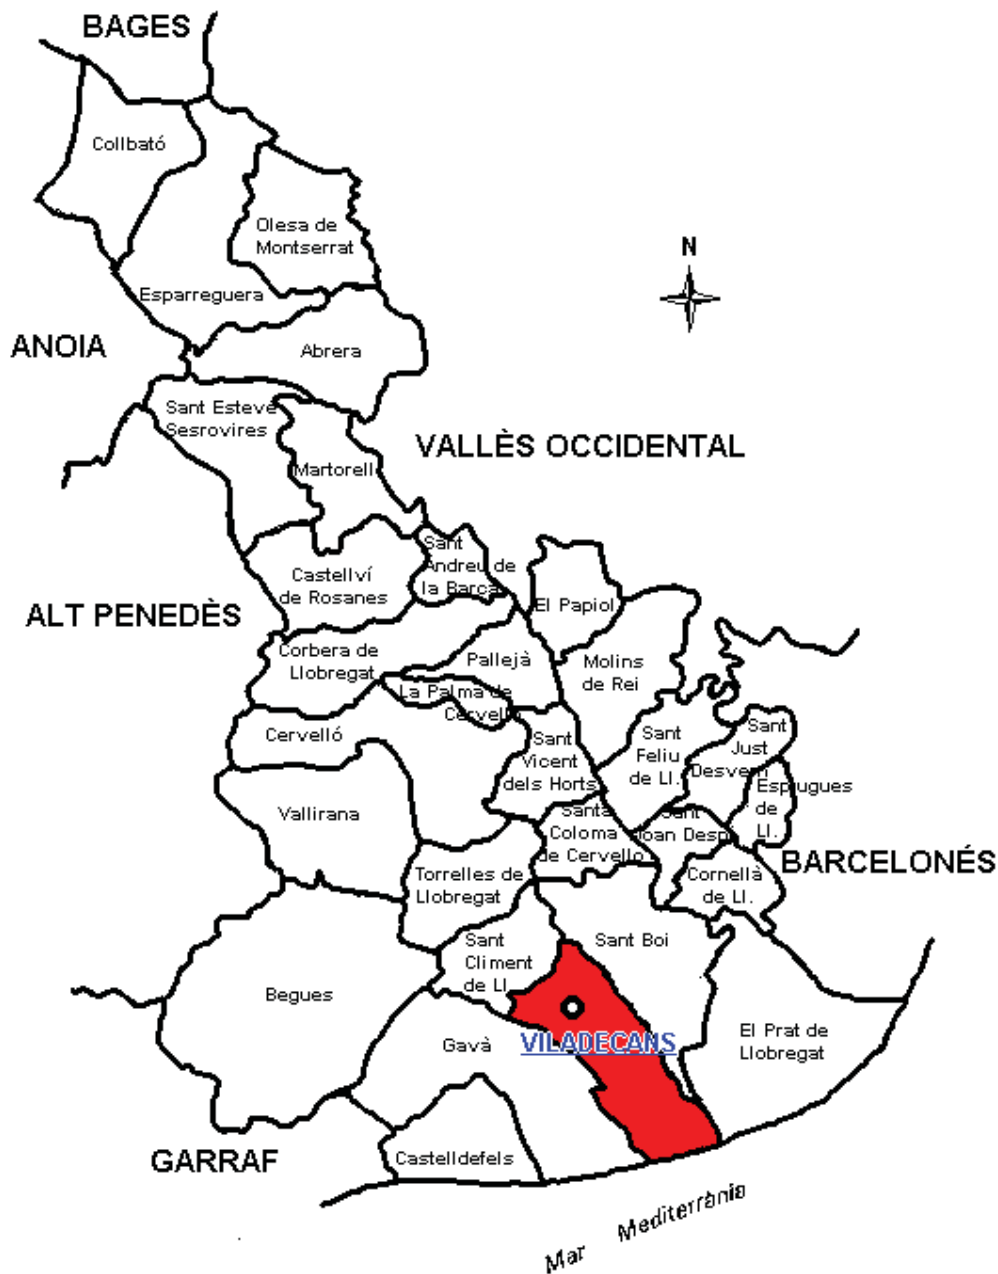 BAGES
Collbató
Olesa de
Montserrat
N
Esparreguera
ANOIA
Abrera
Sant Esteve
Sesrovires
VALLÈS OCCIDENTAL
Martorell
Sant
Andreu de
la Barca
Castellví
de Rosanes
El Papiol
ALT PENEDÈS
Corbera de
Llobregat
Pallejà
Molins
de Rei
La Palma de
Cervelló
Cervelló
Sant
Vicent
dels Horts
Sant
Feliu
de Ll.
Sant
Just
Desvern
Esplugues
de
Ll.
Vallirana
Santa
Coloma
de Cervello
Sant
Joan Despí
BARCELONÉS
Torrelles de
Llobregat
Cornellà
de Ll.
Sant
Climent
de Ll.
Sant Boi
Begues
Gavà
VILADECANS
El Prat de
Llobregat
GARRAF
Castelldefels
Mar Mediterrània